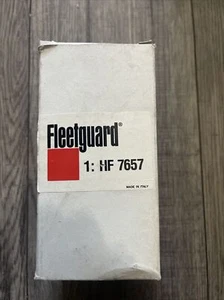 Fleetguard®
1: HF 7657
MADE IN ITALY